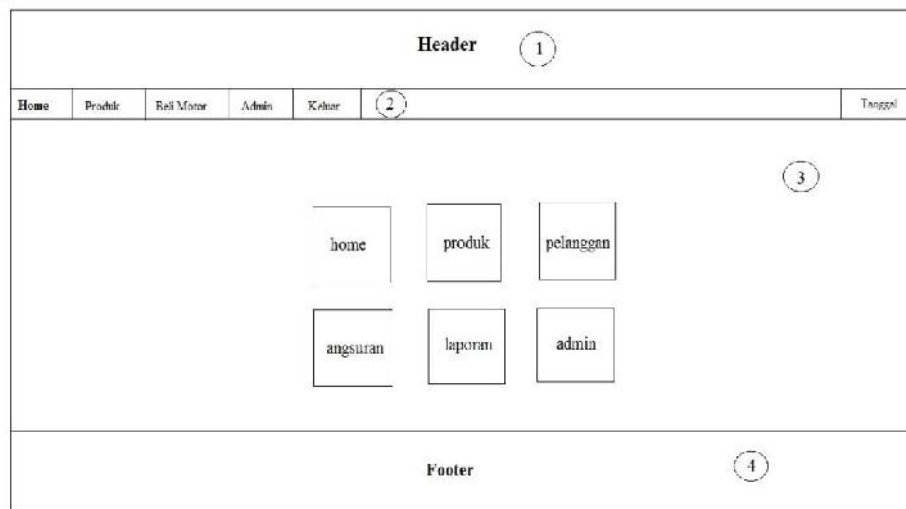 Header 1
Home Produk Beli Motor Admin Keluar 2 Tanggal
3
home produk pelanggan
angsuran laporan admin
Footer 4